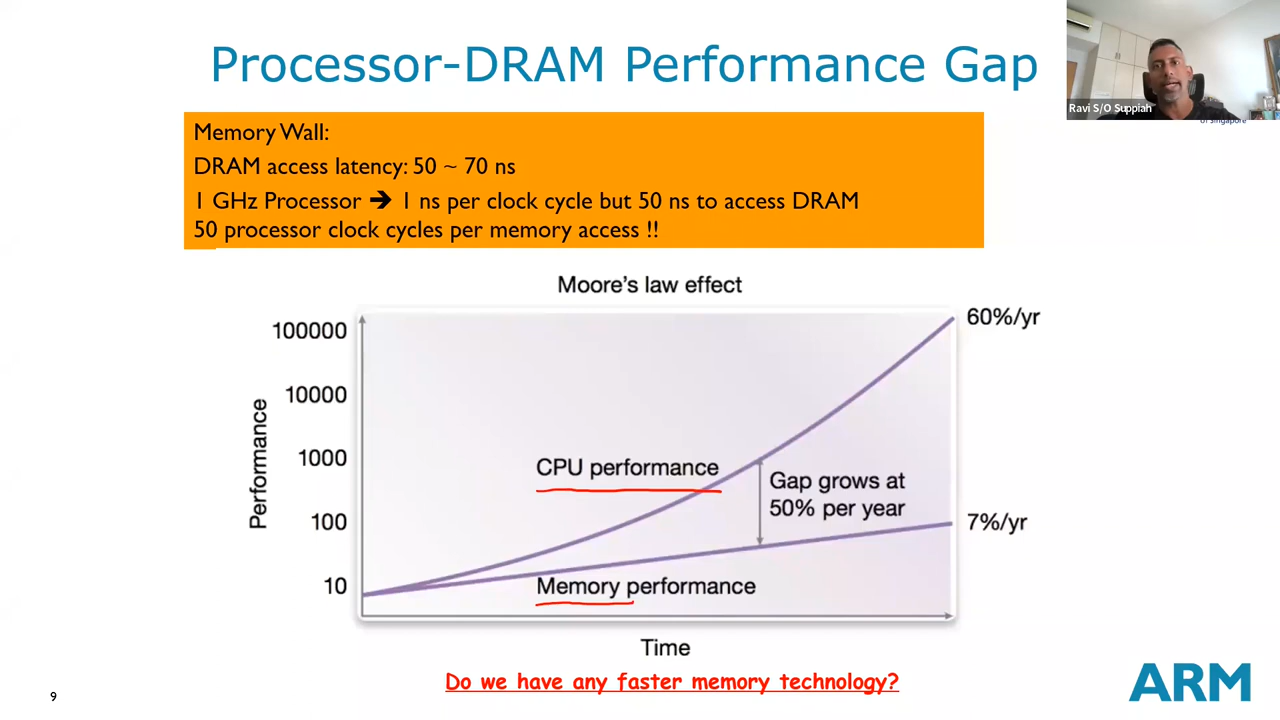 Processor-DRAM Performance Gap
Ravi S/O Suppiah
of Singapore
Memory Wall:
DRAM access latency: 50 ~ 70 ns
1 GHz Processor ➔ 1 ns per clock cycle but 50 ns to access DRAM
50 processor clock cycles per memory access !!
Moore's law effect
100000
10000
1000
100
10
Performance
60%/yr
CPU performance
Gap grows at
50% per year
7%/yr
Memory performance
Time
Do we have any faster memory technology?
9
ARM